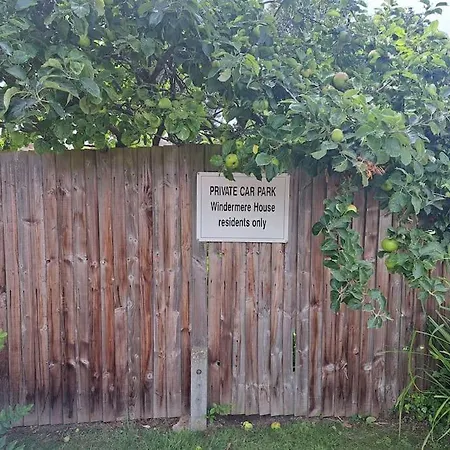 PRIVATE CAR PARK
Windermere House
residents only